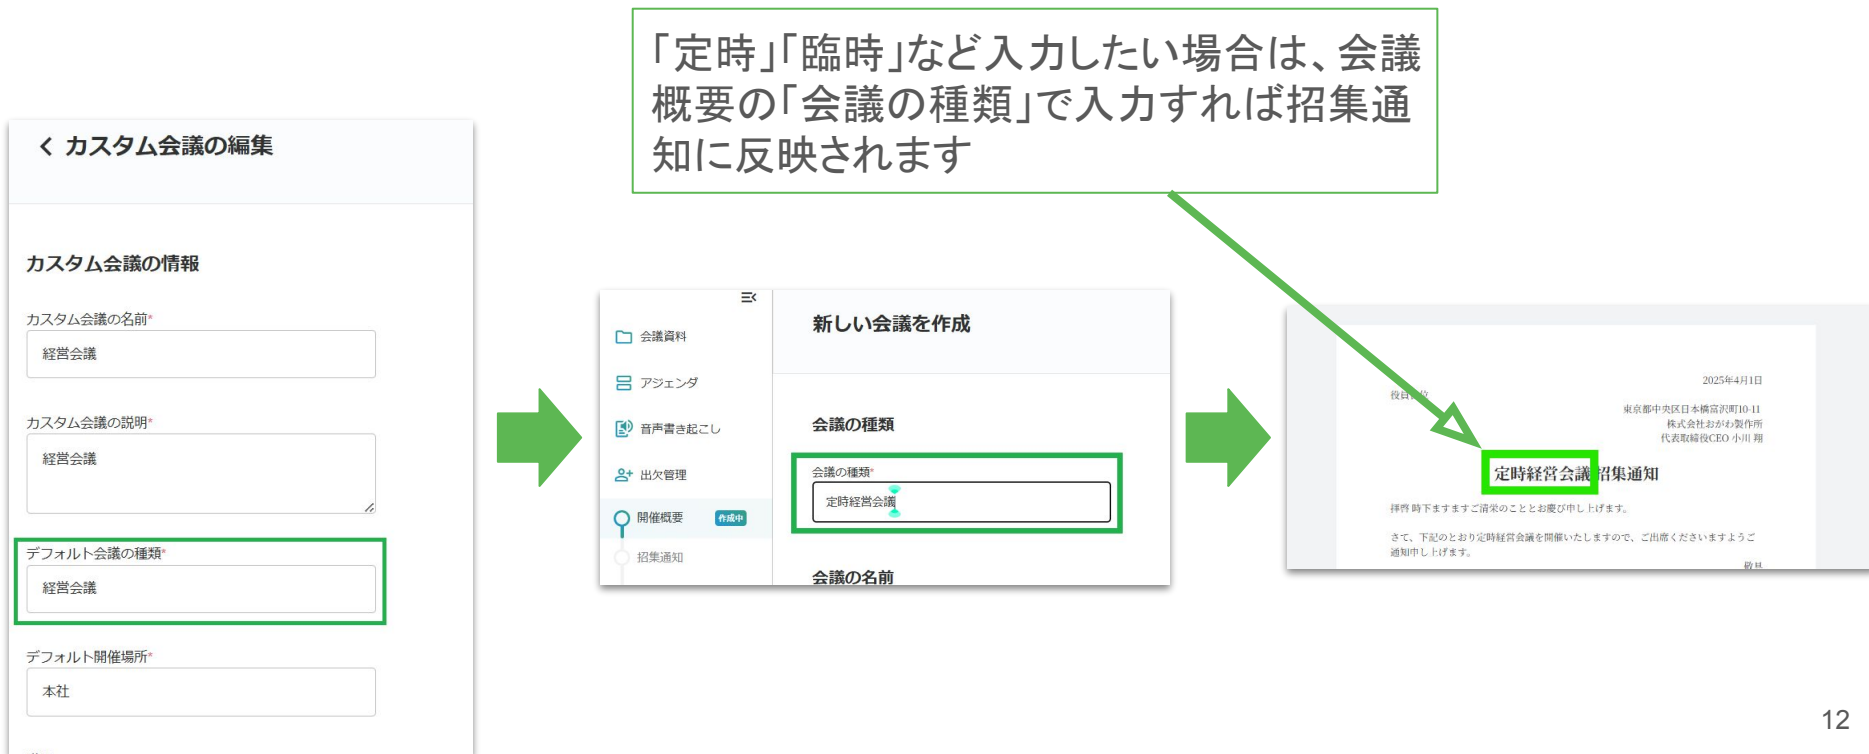 「定時」「臨時」など入力したい場合は、会議
概要の「会議の種類」で入力すれば招集通
知に反映されます
カスタム会議の編集
カスタム会議の情報
カスタム会議の名前*
経営会議
カスタム会議の説明*
経営会議
デフォルト会議の種類*
経営会議
デフォルト開催場所*
本社
会議資料
アジェンダ
音声書き起こし
出欠管理
開催概要
作成中
招集通知
新しい会議を作成
会議の種類
会議の種類*
定時経営会議
会議の名前
2025年4月1日
役員 位
東京都中央区日本橋富沢町10-11
株式会社おがわ製作所
代表取締役CEO 小川 翔
定時経営会議 招集通知
拝啓 時下ますますご清栄のこととお慶び申し上げます。
さて、下記のとおり定時経営会議を開催いたしますので、ご出席くださいますようご
通知申し上げます。
敬具
12